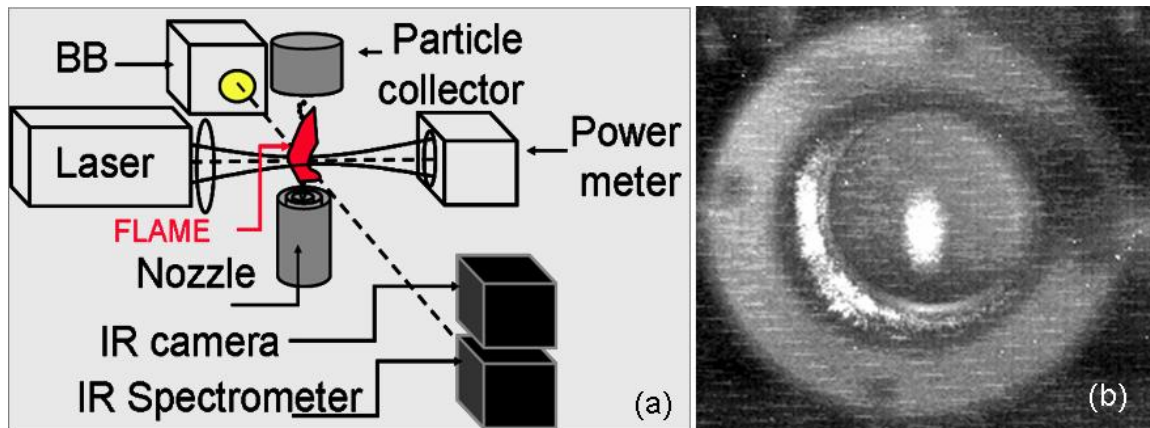 BB
Particle
collector
Laser
Power
meter
FLAME
Nozzle
IR camera
IR Spectrometer
(a)
(b)